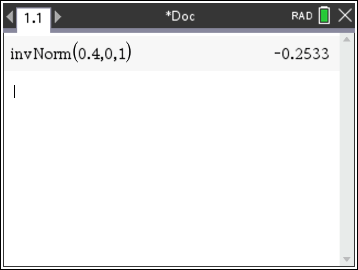 1.1 *Doc RAD
invNorm(0.4,0,1) -0.2533